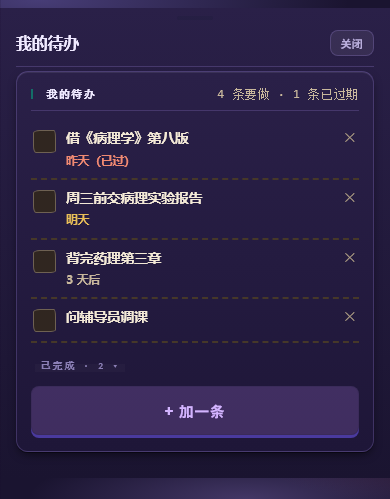 我的待办
关闭
我的待办
4 条要做 · 1 条已过期
借《病理学》第八版
昨天（已过）
周三前交病理实验报告
明天
背完药理第三章
3 天后
问辅导员调课
已完成 · 2 ▾
+ 加一条